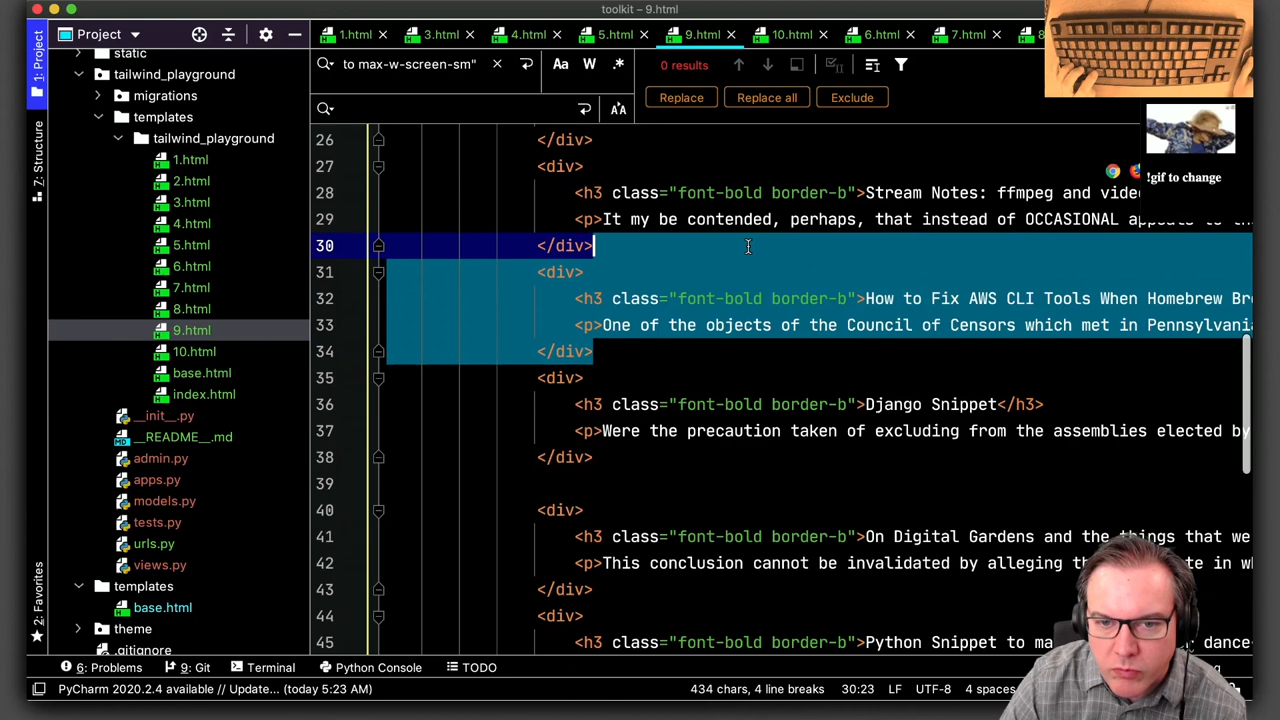 toolkit – 9.html
Project
1.html
3.html
4.html
5.html
9.html
10.html
6.html
7.html
8
to max-w-screen-sm"
Aa
W
.*
0 results
Replace
Replace all
Exclude
!gif to change
1: Project
7: Structure
2: Favorites
static
tailwind_playground
migrations
templates
tailwind_playground
1.html
2.html
3.html
4.html
5.html
6.html
7.html
8.html
9.html
10.html
base.html
index.html
__init__.py
__README__.md
admin.py
apps.py
models.py
tests.py
urls.py
views.py
templates
base.html
theme
.gitignore
26 </div>
27 <div>
28 <h3 class="font-bold border-b">Stream Notes: ffmpeg and vide
29 <p>It my be contended, perhaps, that instead of OCCASIONAL
30 </div>
31 <div>
32 <h3 class="font-bold border-b">How to Fix AWS CLI Tools When Homebrew Br
33 <p>One of the objects of the Council of Censors which met in Pennsylvani
34 </div>
35 <div>
36 <h3 class="font-bold border-b">Django Snippet</h3>
37 <p>Were the precaution taken of excluding from the assemblies elected by
38 </div>
39
40 <div>
41 <h3 class="font-bold border-b">On Digital Gardens and the things that we
42 <p>This conclusion cannot be invalidated by alleging
43 </div>
44 <div>
45 <h3 class="font-bold border-b">Python Snippet to
6: Problems
9: Git
Terminal
Python Console
TODO
PyCharm 2020.2.4 available // Update... (today 5:23 AM)
434 chars, 4 line breaks
30:23
LF
UTF-8
4 spaces